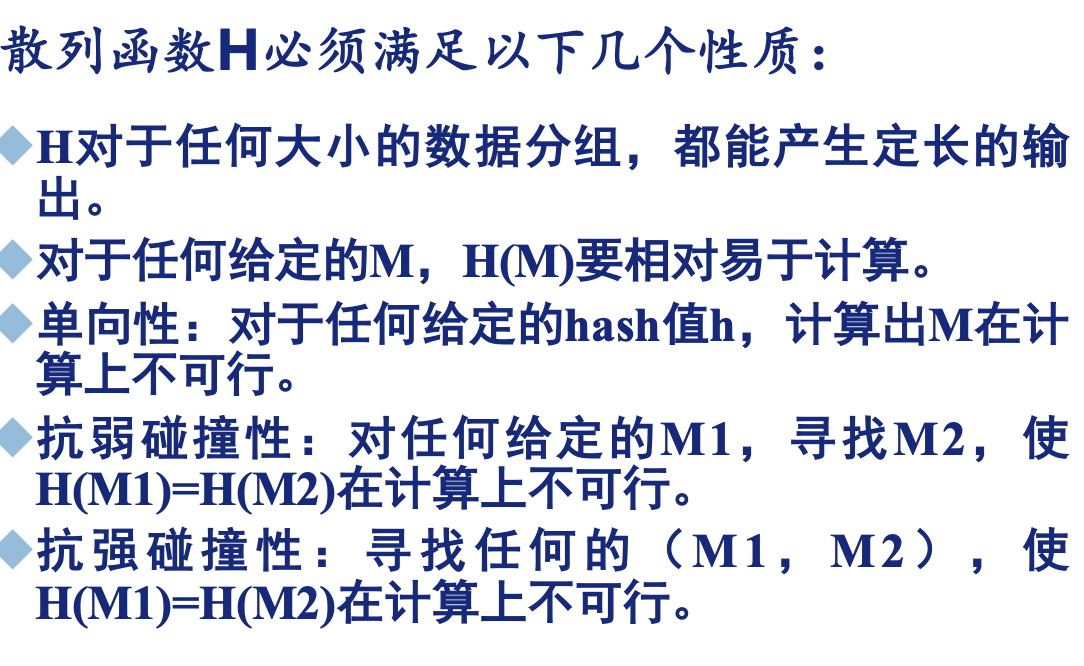 散列函数H必须满足以下几个性质：
H对于任何大小的数据分组，都能产生定长的输
出。
对于任何给定的M，H(M)要相对易于计算。
单向性：对于任何给定的hash值h，计算出M在计
算上不可行。
抗弱碰撞性：对任何给定的M1，寻找M2，使
H(M1)=H(M2)在计算上不可行。
抗强碰撞性：寻找任何的（M1，M2），使
H(M1)=H(M2)在计算上不可行。